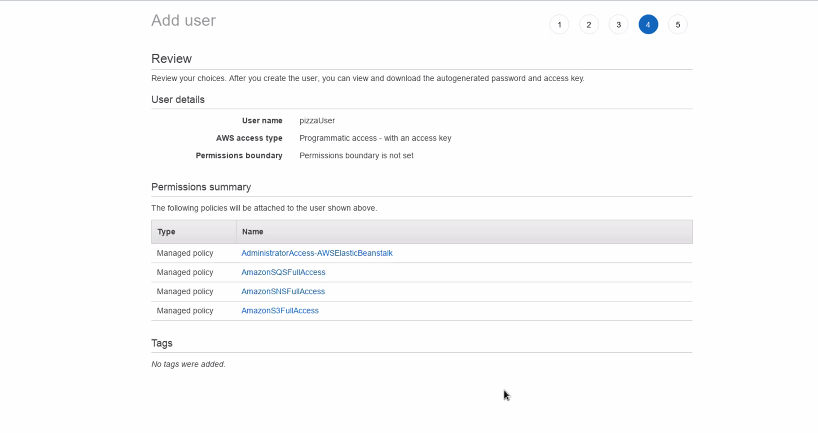 Add user
1 2 3 4 5
Review
Review your choices. After you create the user, you can view and download the autogenerated password and access key.
User details
User name pizzaUser
AWS access type Programmatic access - with an access key
Permissions boundary Permissions boundary is not set
Permissions summary
The following policies will be attached to the user shown above.
Type Name
Managed policy AdministratorAccess-AWSElasticBeanstalk
Managed policy AmazonSQSFullAccess
Managed policy AmazonSNSFullAccess
Managed policy AmazonS3FullAccess
Tags
No tags were added.